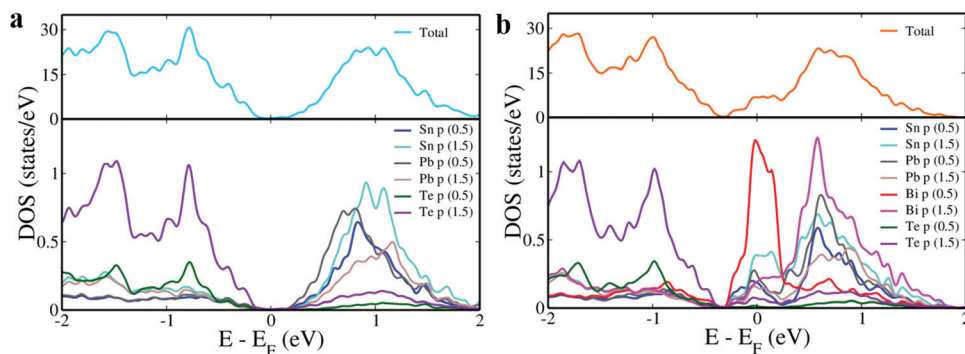 a
30
15
0
Total
DOS (states/eV)
1
0.5
0
Sn p (0.5)
Sn p (1.5)
Pb p (0.5)
Pb p (1.5)
Te p (0.5)
Te p (1.5)
-2
-1
0
1
2
E - E_F (eV)
b
30
15
0
Total
DOS (states/eV)
1
0.5
0
Sn p (0.5)
Sn p (1.5)
Pb p (0.5)
Pb p (1.5)
Bi p (0.5)
Bi p (1.5)
Te p (0.5)
Te p (1.5)
-2
-1
0
1
2
E - E_F (eV)